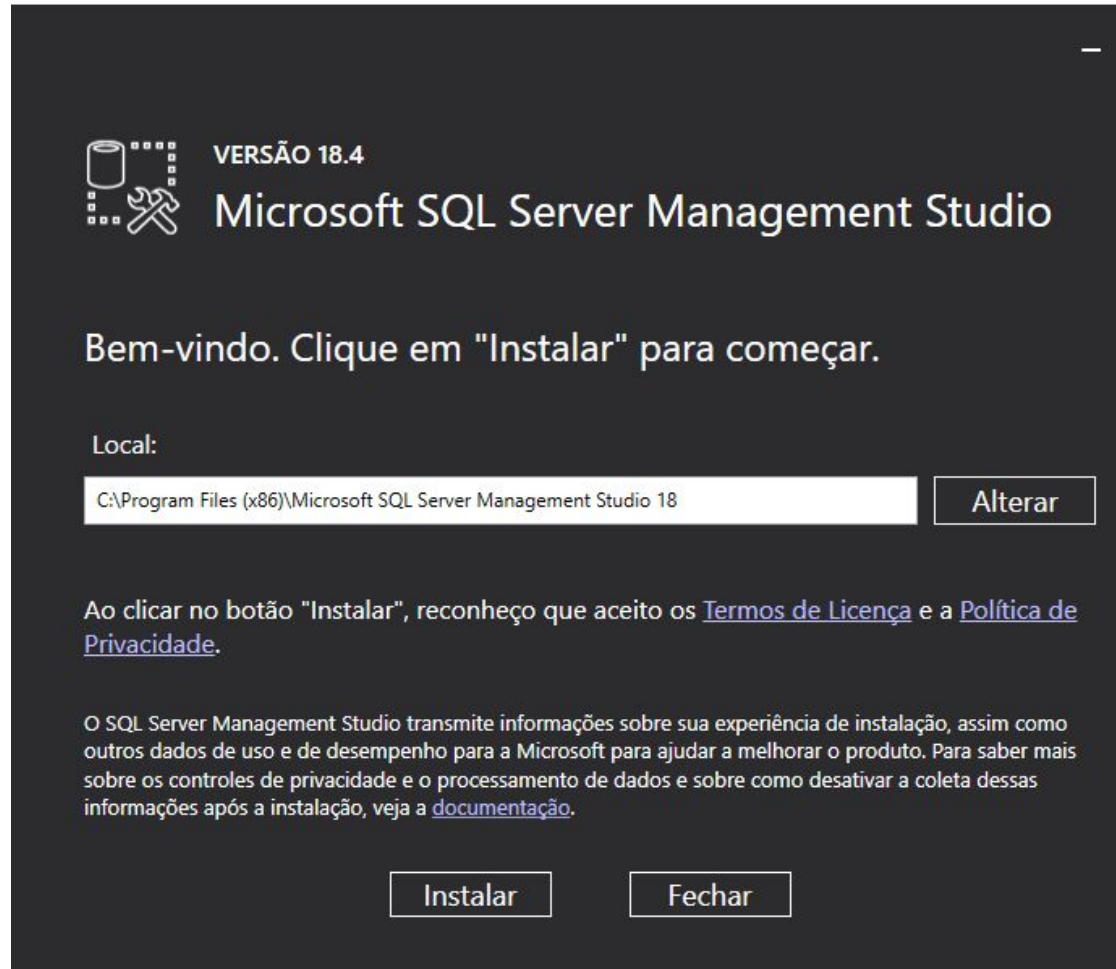 VERSÃO 18.4
Microsoft SQL Server Management Studio
Bem-vindo. Clique em "Instalar" para começar.
Local:
C:\Program Files (x86)\Microsoft SQL Server Management Studio 18
Alterar
Ao clicar no botão "Instalar", reconheço que aceito os Termos de Licença e a Política de
Privacidade.
O SQL Server Management Studio transmite informações sobre sua experiência de instalação, assim como
outros dados de uso e de desempenho para a Microsoft para ajudar a melhorar o produto. Para saber mais
sobre os controles de privacidade e o processamento de dados e sobre como desativar a coleta dessas
informações após a instalação, veja a documentação.
Instalar
Fechar